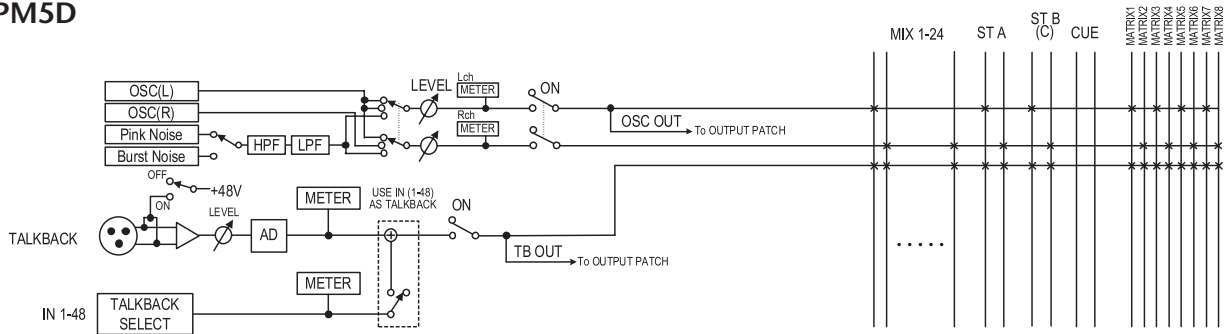 PM5D
MIX 1-24
ST A
ST B
(C)
CUE
MATRIX1
MATRIX2
MATRIX3
MATRIX4
MATRIX5
MATRIX6
MATRIX7
MATRIX8
OSC(L)
OSC(R)
Pink Noise
Burst Noise
HPF
LPF
LEVEL
Lch
METER
Rch
METER
ON
OSC OUT
To OUTPUT PATCH
OFF
+48V
ON
LEVEL
TALKBACK
AD
METER
USE IN (1-48)
AS TALKBACK
ON
TB OUT
To OUTPUT PATCH
METER
IN 1-48
TALKBACK
SELECT